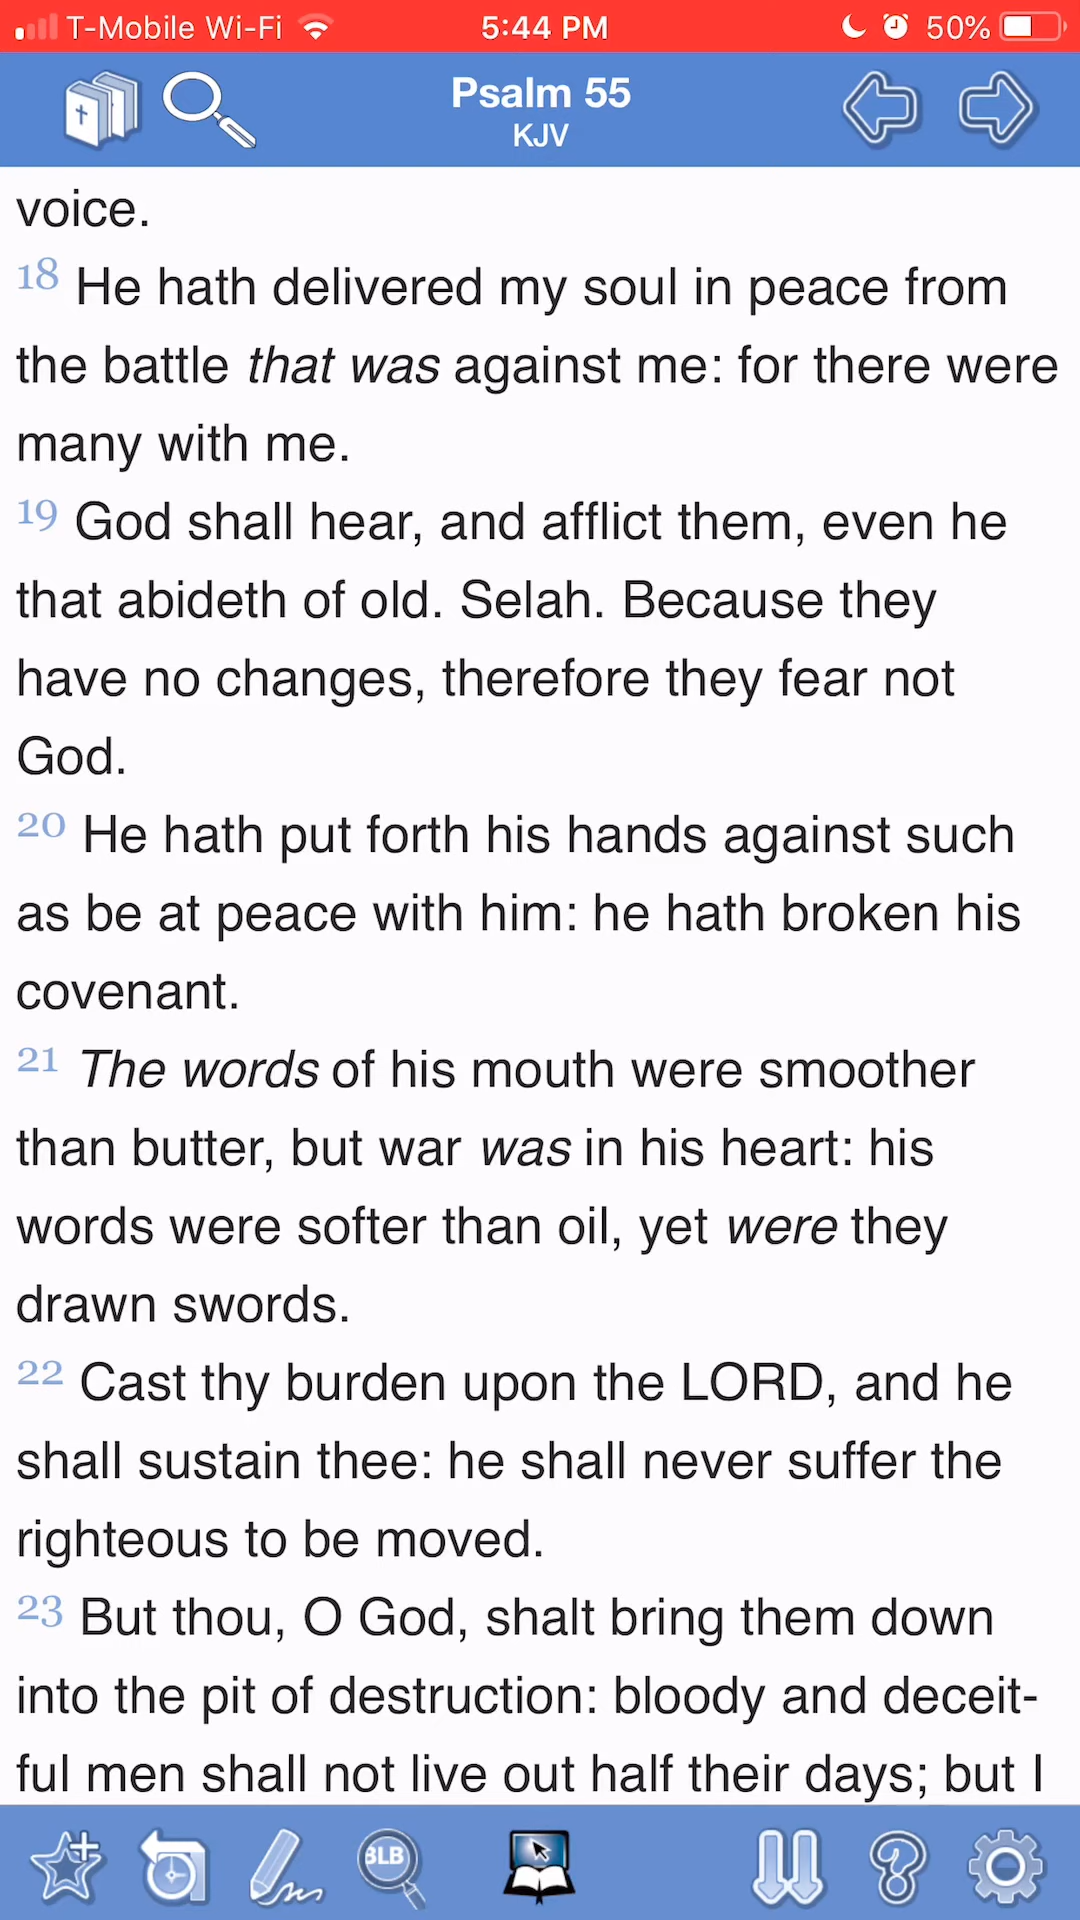 T-Mobile Wi-Fi 5:44 PM 50%
Psalm 55
KJV
voice.
18 He hath delivered my soul in peace from
the battle that was against me: for there were
many with me.
19 God shall hear, and afflict them, even he
that abideth of old. Selah. Because they
have no changes, therefore they fear not
God.
20 He hath put forth his hands against such
as be at peace with him: he hath broken his
covenant.
21 The words of his mouth were smoother
than butter, but war was in his heart: his
words were softer than oil, yet were they
drawn swords.
22 Cast thy burden upon the LORD, and he
shall sustain thee: he shall never suffer the
righteous to be moved.
23 But thou, O God, shalt bring them down
into the pit of destruction: bloody and deceit-
ful men shall not live out half their days; but I
BLB